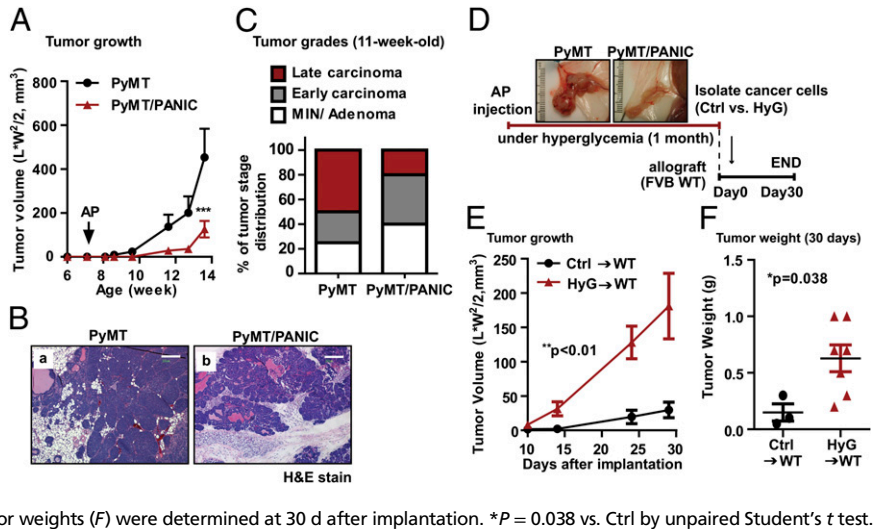 A
Tumor growth
Tumor volume (L*W²/2, mm³)
800
600
400
200
0
PyMT
PyMT/PANIC
AP
***
6 8 10 12 14
Age (week)
B
PyMT
PyMT/PANIC
a
b
H&E stain
C
Tumor grades (11-week-old)
Late carcinoma
Early carcinoma
MIN/ Adenoma
% of tumor stage
distribution
100
80
60
40
20
0
PyMT
PyMT/PANIC
D
PyMT
PyMT/PANIC
AP
injection
Isolate cancer cells
(Ctrl vs. HyG)
under hyperglycemia (1 month)
allograft
(FVB WT)
END
Day0 Day30
E
Tumor growth
Tumor Volume (L*W²/2,mm³)
250
200
150
100
50
0
Ctrl →WT
HyG→WT
**p<0.01
10 15 20 25 30
Days after implantation
F
Tumor weight (30 days)
Tumor Weight (g)
1.5
1.0
0.5
0.0
*p=0.038
Ctrl
→WT
HyG
→WT
or weights (F) were determined at 30 d after implantation. *P = 0.038 vs. Ctrl by unpaired Student's t test.